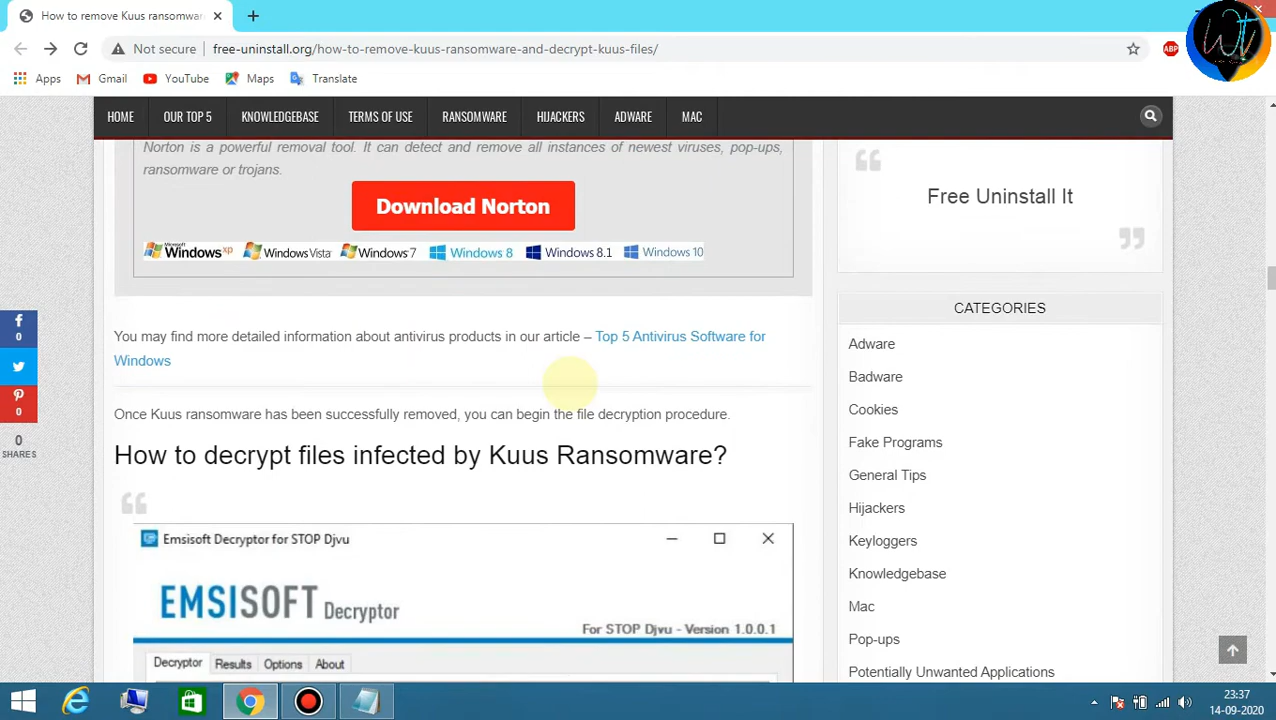 How to remove Kuus ransomwar
Not secure
free-uninstall.org/how-to-remove-kuus-ransomware-and-decrypt-kuus-files/
ABP
Apps
Gmail
YouTube
Maps
Translate
HOME
OUR TOP 5
KNOWLEDGEBASE
TERMS OF USE
RANSOMWARE
HIJACKERS
ADWARE
MAC
Norton is a powerful removal tool. It can detect and remove all instances of newest viruses, pop-ups,
ransomware or trojans.
Download Norton
Microsoft
Windows xp
Windows Vista
Windows 7
Windows 8
Windows 8.1
Windows 10
You may find more detailed information about antivirus products in our article – Top 5 Antivirus Software for
Windows
Once Kuus ransomware has been successfully removed, you can begin the file decryption procedure.
How to decrypt files infected by Kuus Ransomware?
Emsisoft Decryptor for STOP Djvu
EMSISOFT Decryptor
For STOP Djvu - Version 1.0.0.1
Decryptor
Results
Options
About
Free Uninstall It
CATEGORIES
Adware
Badware
Cookies
Fake Programs
General Tips
Hijackers
Keyloggers
Knowledgebase
Mac
Pop-ups
Potentially Unwanted Applications
0
0
0
SHARES
23:37
14-09-2020